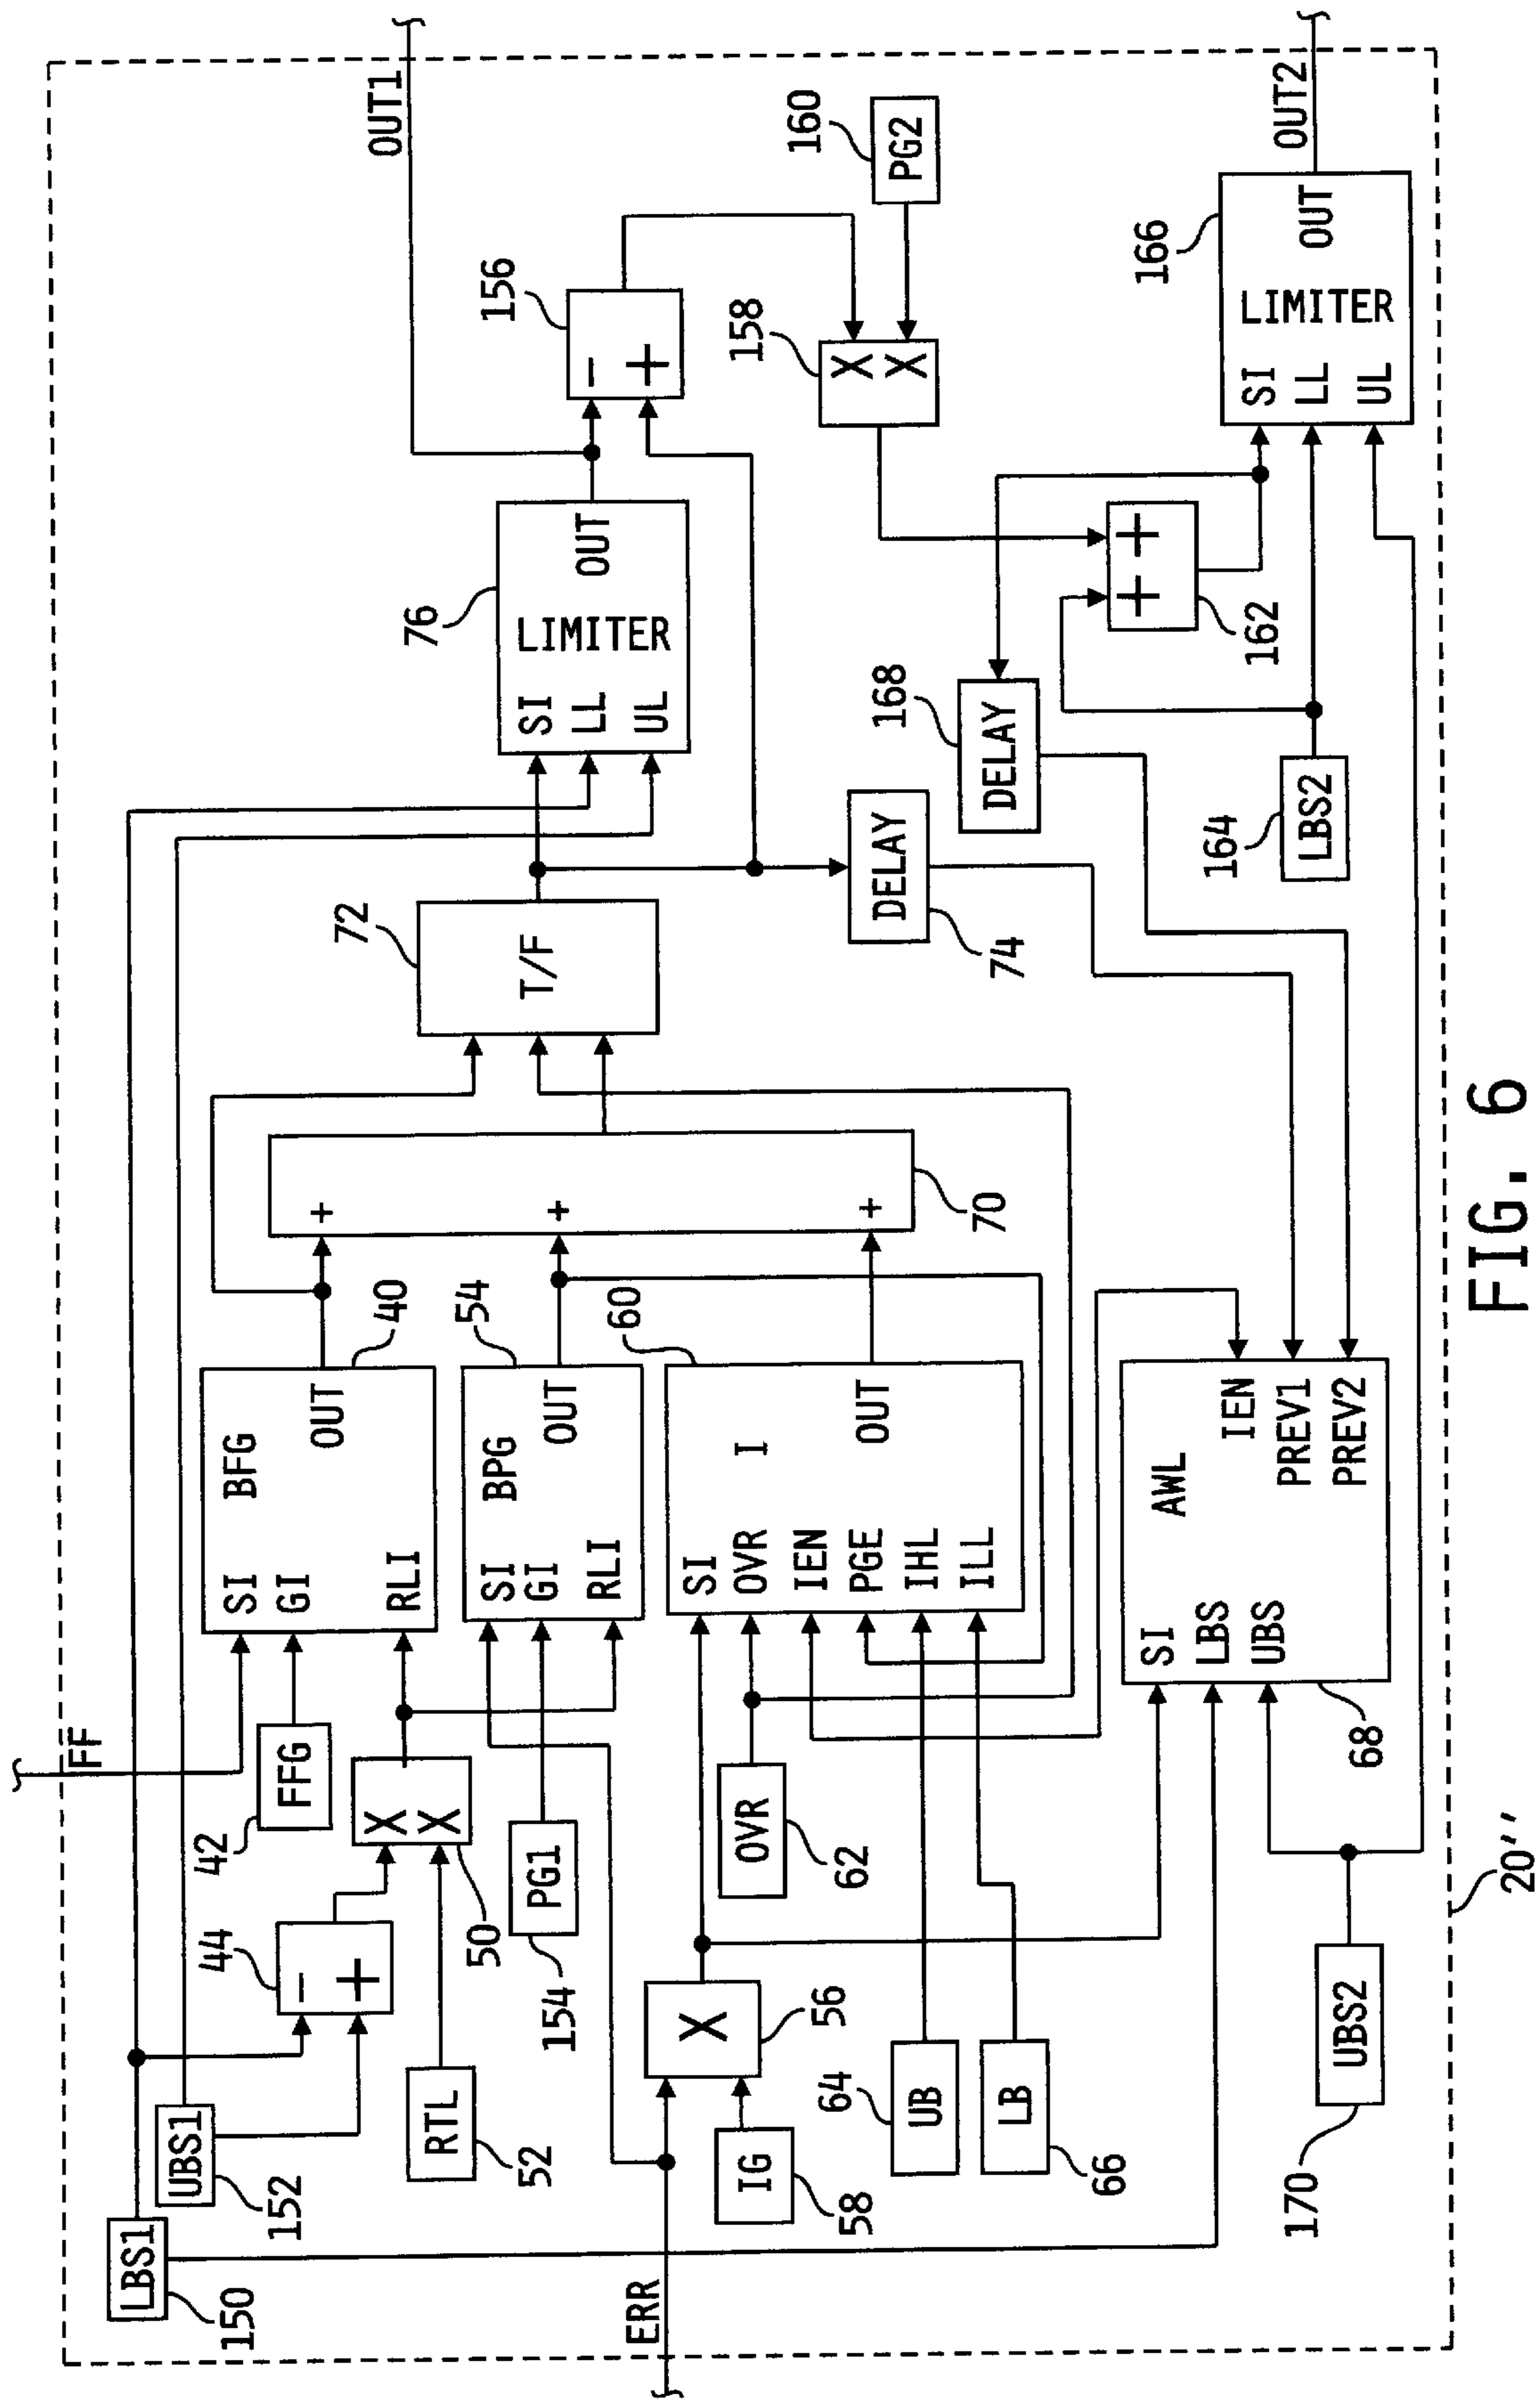 FF
OUT1
LBS1
150
UBS1
152
44
-
+
RTL
52
42
FFG
X
X
50
SI
GI
RLI
BFG
OUT
40
PG1
154
SI
GI
RLI
BPG
OUT
54
ERR
X
56
IG
58
OVR
62
UB
64
LB
66
SI
OVR
IEN
PGE
IHL
ILL
I
OUT
60
+
+
+
70
T/F
72
DELAY
74
SI
LL
UL
LIMITER
OUT
76
-
+
156
X
X
158
PG2
160
DELAY
168
+
+
162
LBS2
164
SI
LL
UL
LIMITER
OUT
166
OUT2
SI
LBS
UBS
AWL
IEN
PREV1
PREV2
68
UBS2
170
20''
FIG. 6